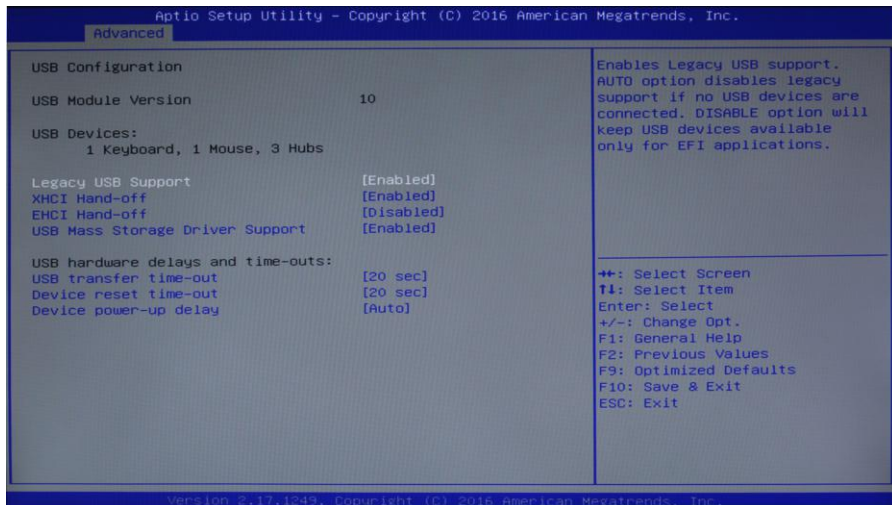 Aptio Setup Utility – Copyright (C) 2016 American Megatrends, Inc.
Advanced
USB Configuration
USB Module Version 10
USB Devices:
1 Keyboard, 1 Mouse, 3 Hubs
Legacy USB Support [Enabled]
XHCI Hand-off [Enabled]
EHCI Hand-off [Disabled]
USB Mass Storage Driver Support [Enabled]
USB hardware delays and time-outs:
USB transfer time-out [20 sec]
Device reset time-out [20 sec]
Device power-up delay [Auto]
Enables Legacy USB support.
AUTO option disables legacy
support if no USB devices are
connected. DISABLE option will
keep USB devices available
only for EFI applications.
→←: Select Screen
↑↓: Select Item
Enter: Select
+/-: Change Opt.
F1: General Help
F2: Previous Values
F9: Optimized Defaults
F10: Save & Exit
ESC: Exit
Version 2.17.1249. Copyright (C) 2016 American Megatrends, Inc.